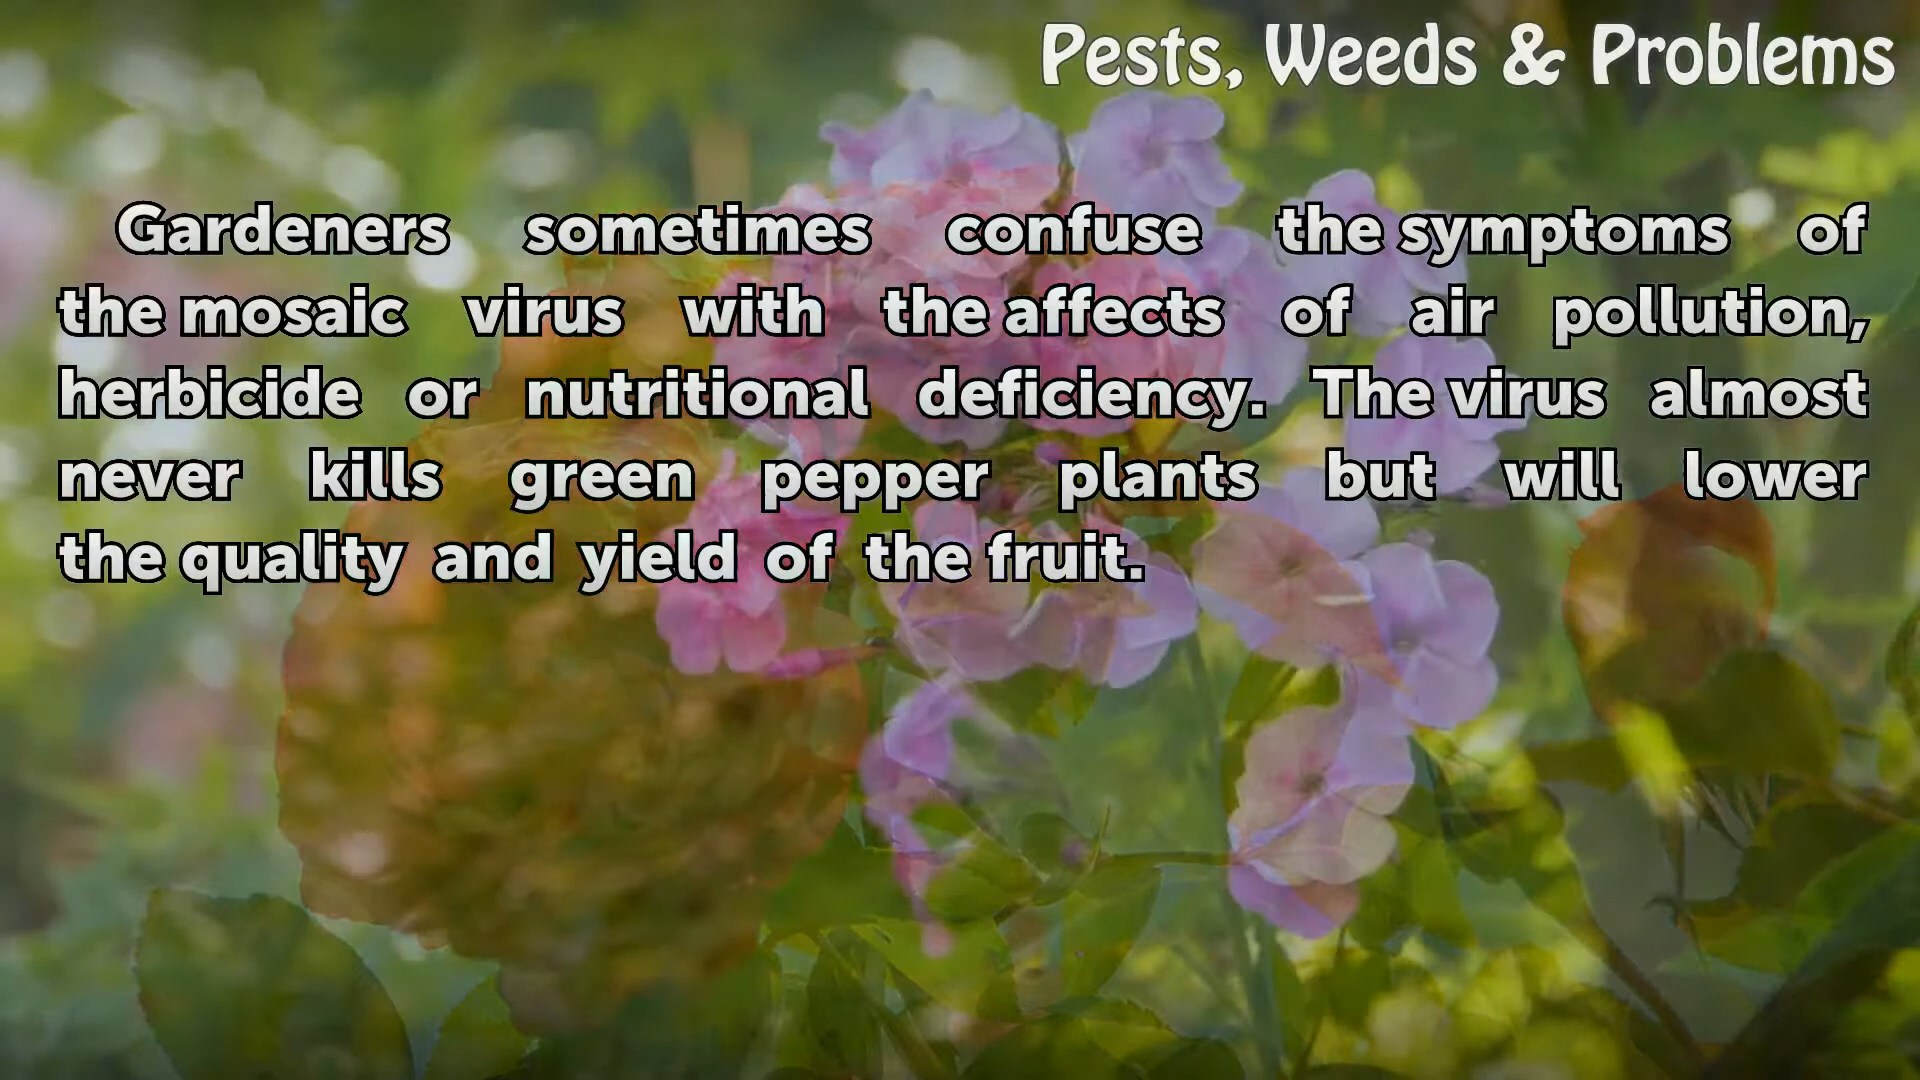 Pests, Weeds & Problems
Gardeners sometimes confuse the symptoms of
the mosaic virus with the affects of air pollution,
herbicide or nutritional deficiency. The virus almost
never kills green pepper plants but will lower
the quality and yield of the fruit.